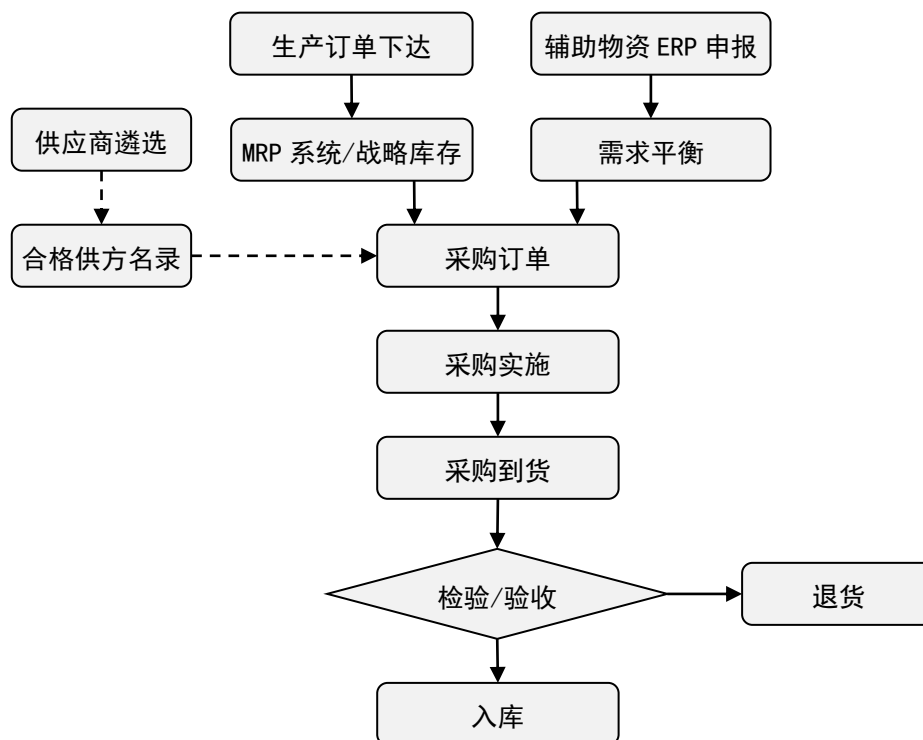 生产订单下达
辅助物资 ERP 申报
供应商遴选
MRP 系统/战略库存
需求平衡
合格供方名录
采购订单
采购实施
采购到货
检验/验收
退货
入库